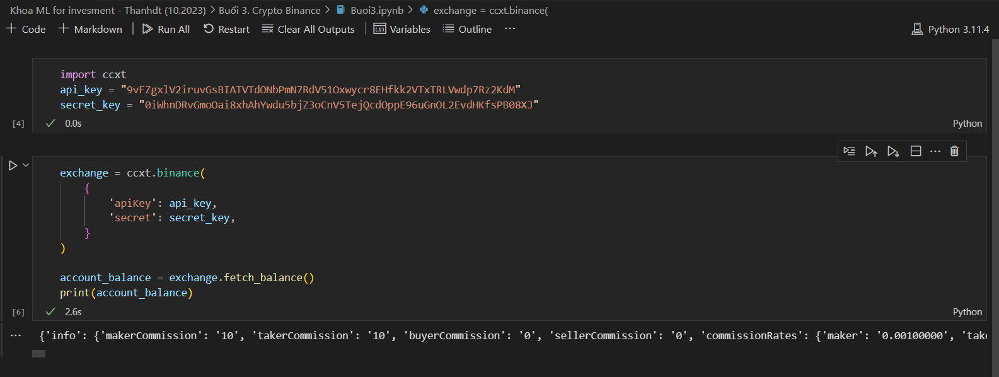 Khoa ML for invesment - Thanhdt (10.2023) > Buổi 3. Crypto Binance > Buoi3.ipynb > exchange = ccxt.binance(
+ Code + Markdown | Run All Restart Clear All Outputs | Variables Outline ... Python 3.11.4
import ccxt
api_key = "9vFZgxlV2iruvGsBIATVTdONbPmN7RdV51Oxwycr8EHfkk2VTxTRLVwdp7Rz2KdM"
secret_key = "0iWhnDRvGmoOai8xhAhYwdu5bjZ3oCnV5TejQcdOppE96uGnOL2EvdHKfsPB08XJ"
[4] 0.0s Python
exchange = ccxt.binance(
{
'apiKey': api_key,
'secret': secret_key,
}
)
account_balance = exchange.fetch_balance()
print(account_balance)
[6] 2.6s Python
... {'info': {'makerCommission': '10', 'takerCommission': '10', 'buyerCommission': '0', 'sellerCommission': '0', 'commissionRates': {'maker': '0.00100000', 'take